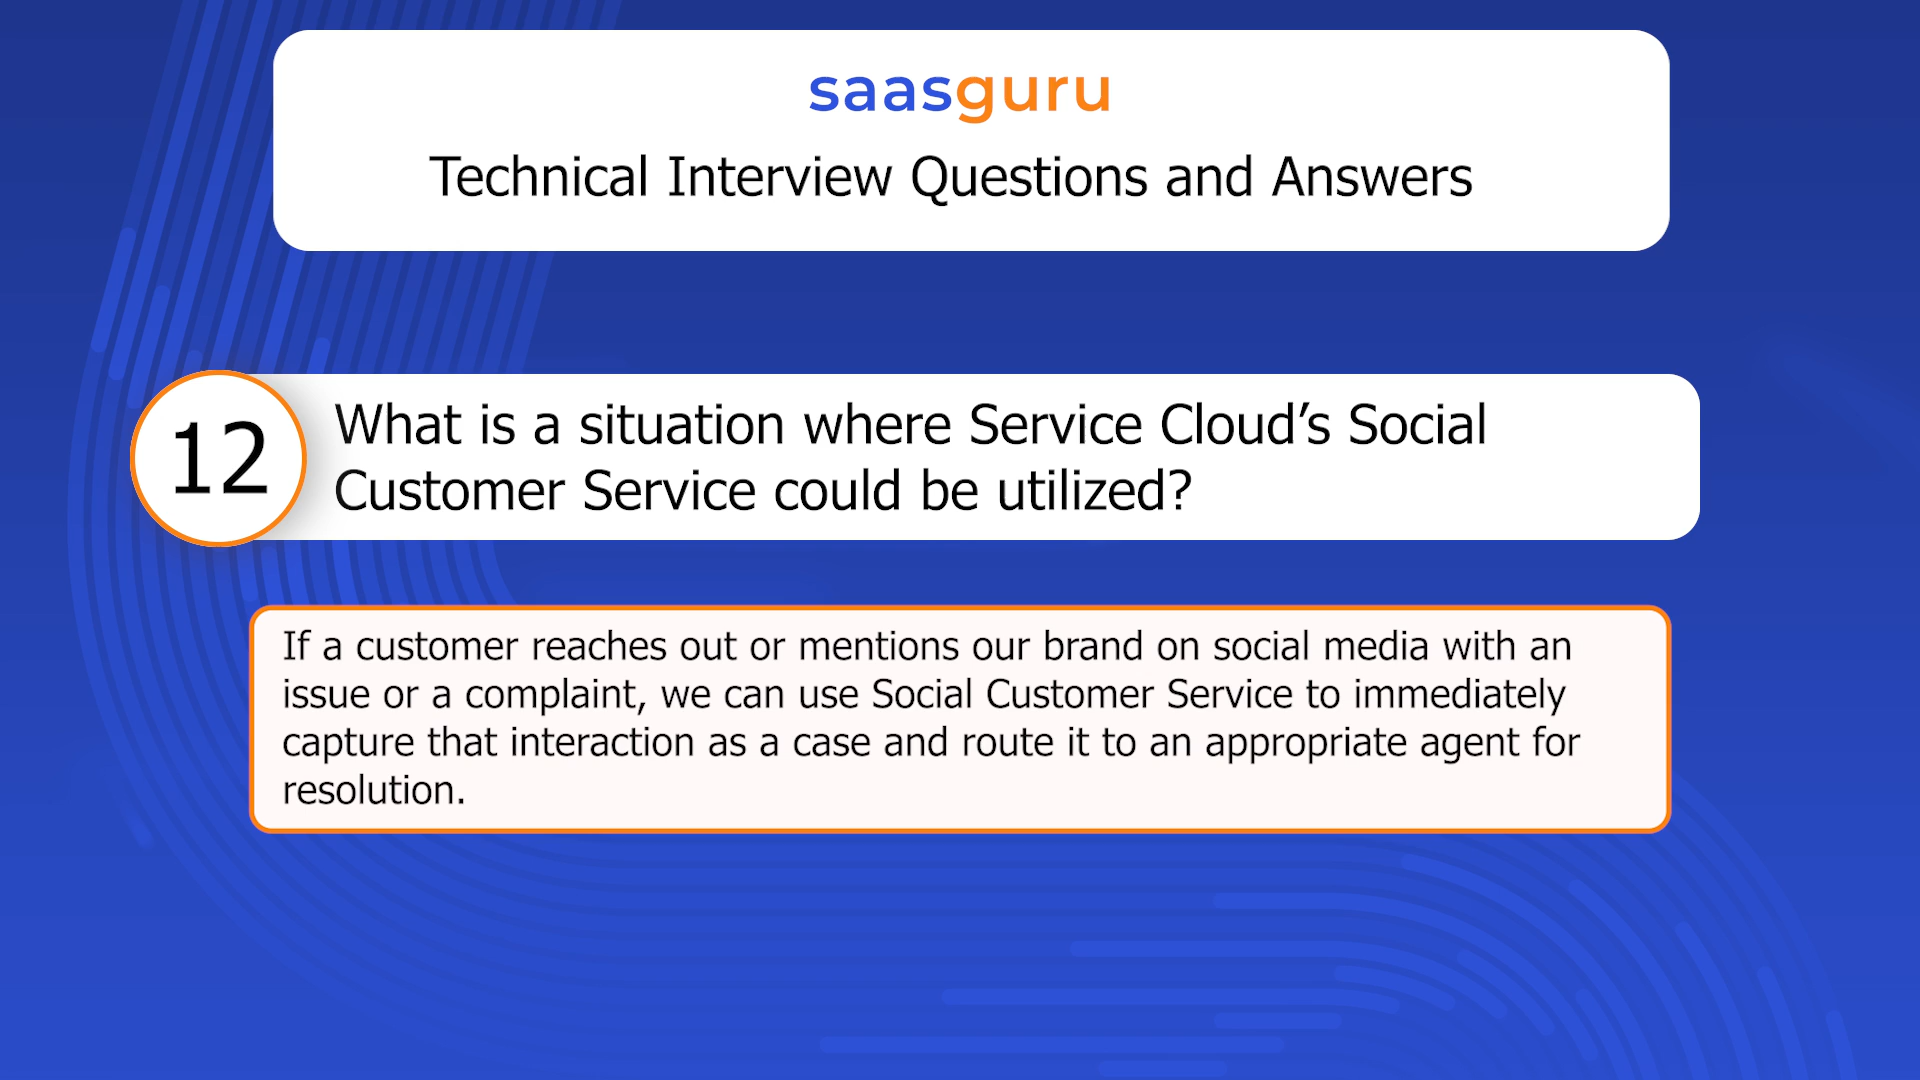 saasguru
Technical Interview Questions and Answers
12
What is a situation where Service Cloud’s Social
Customer Service could be utilized?
If a customer reaches out or mentions our brand on social media with an
issue or a complaint, we can use Social Customer Service to immediately
capture that interaction as a case and route it to an appropriate agent for
resolution.